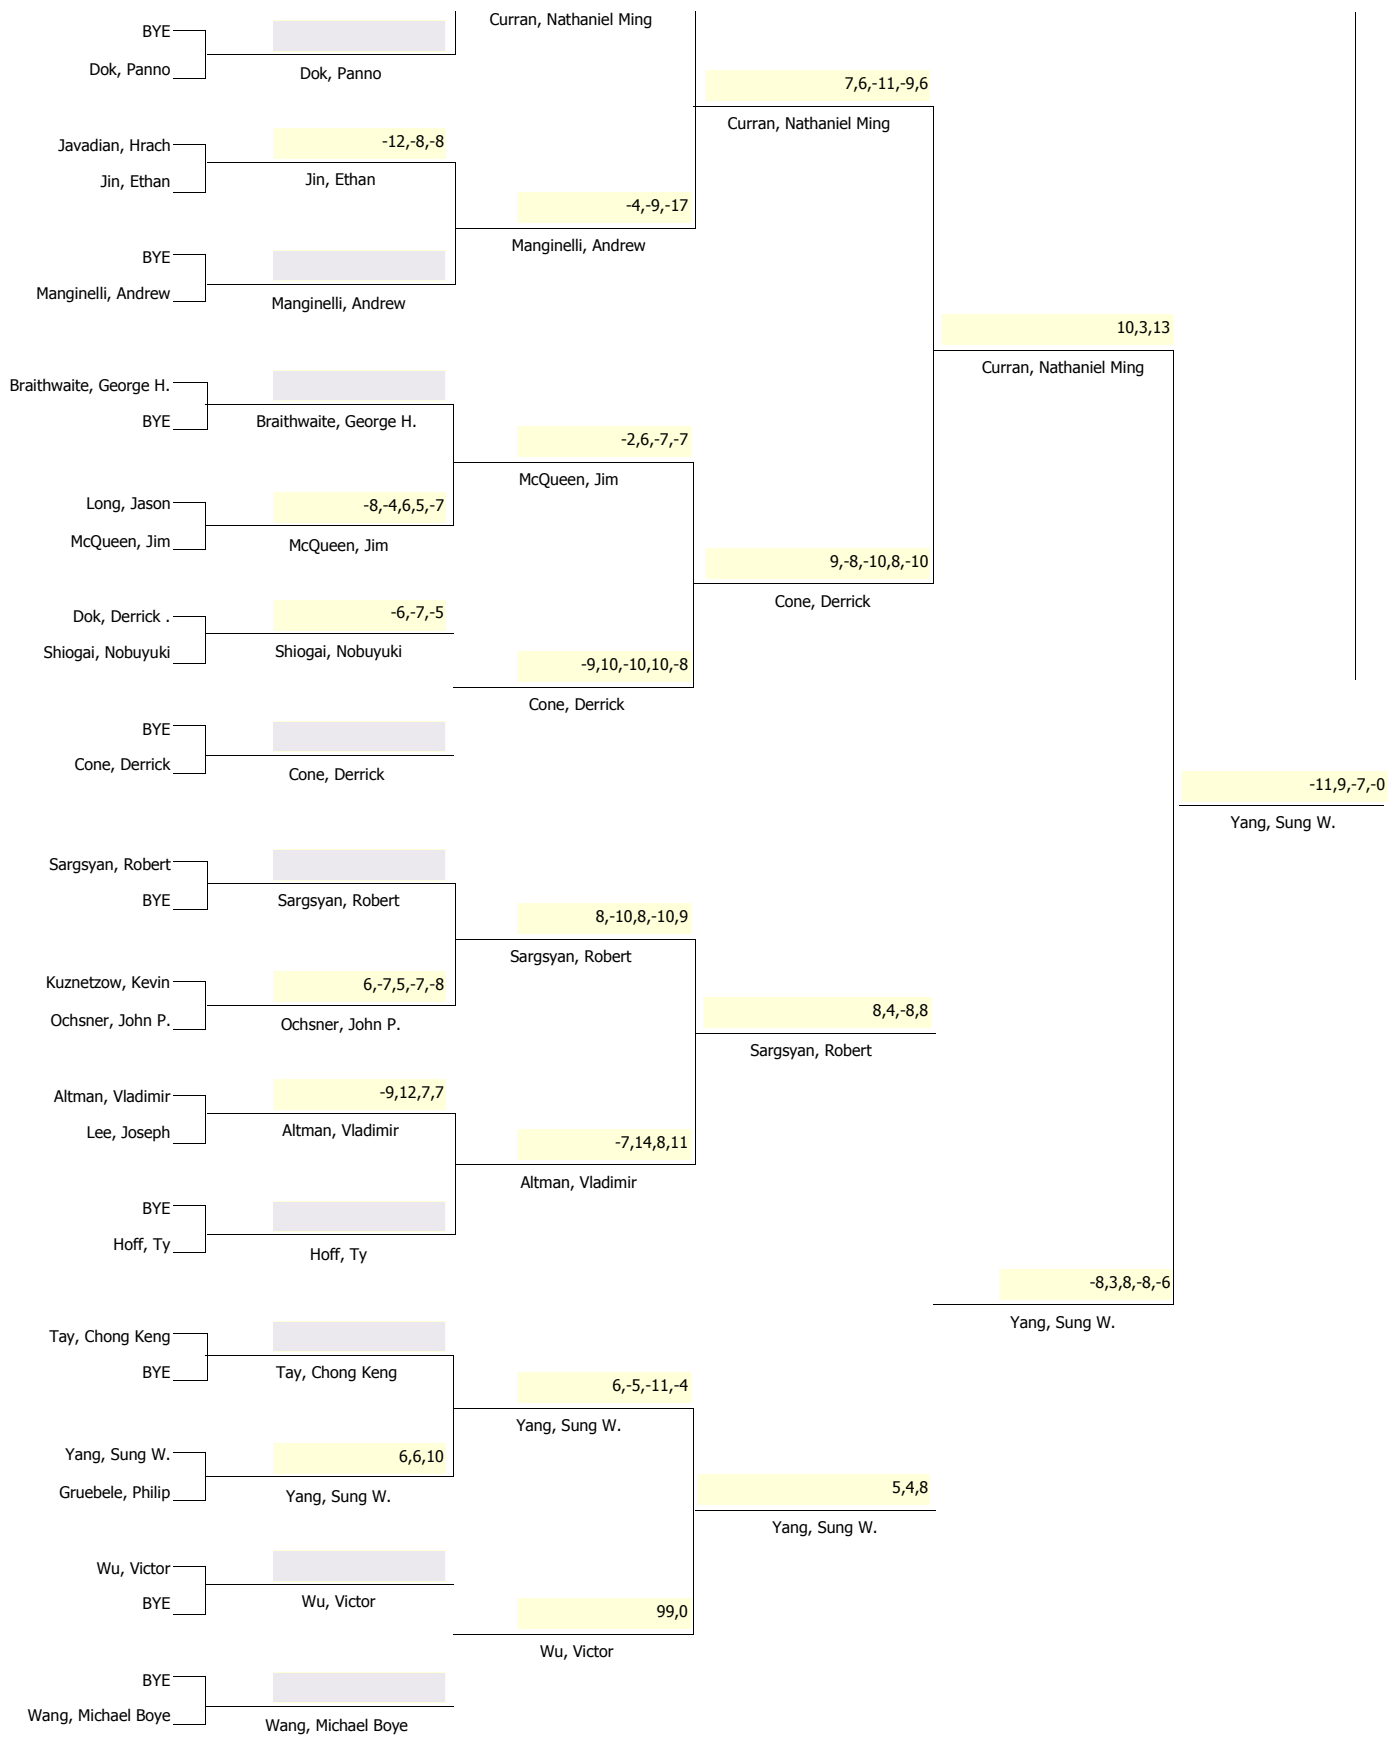 Curran, Nathaniel Ming
BYE
Dok, Panno
Dok, Panno
7,6,-11,-9,6
Curran, Nathaniel Ming
Javadian, Hrach
-12,-8,-8
Jin, Ethan
Jin, Ethan
-4,-9,-17
Manginelli, Andrew
BYE
Manginelli, Andrew
Manginelli, Andrew
10,3,13
Curran, Nathaniel Ming
Braithwaite, George H.
BYE
Braithwaite, George H.
-2,6,-7,-7
McQueen, Jim
Long, Jason
-8,-4,6,5,-7
McQueen, Jim
McQueen, Jim
9,-8,-10,8,-10
Cone, Derrick
Dok, Derrick .
-6,-7,-5
Shiogai, Nobuyuki
Shiogai, Nobuyuki
-9,10,-10,10,-8
Cone, Derrick
BYE
Cone, Derrick
Cone, Derrick
-11,9,-7,-0
Yang, Sung W.
Sargsyan, Robert
BYE
Sargsyan, Robert
8,-10,8,-10,9
Sargsyan, Robert
Kuznetzow, Kevin
6,-7,5,-7,-8
Ochsner, John P.
Ochsner, John P.
8,4,-8,8
Sargsyan, Robert
Altman, Vladimir
-9,12,7,7
Lee, Joseph
Altman, Vladimir
-7,14,8,11
Altman, Vladimir
BYE
Hoff, Ty
Hoff, Ty
-8,3,8,-8,-6
Yang, Sung W.
Tay, Chong Keng
BYE
Tay, Chong Keng
6,-5,-11,-4
Yang, Sung W.
Yang, Sung W.
6,6,10
Gruebele, Philip
Yang, Sung W.
5,4,8
Yang, Sung W.
Wu, Victor
BYE
Wu, Victor
99,0
Wu, Victor
BYE
Wang, Michael Boye
Wang, Michael Boye